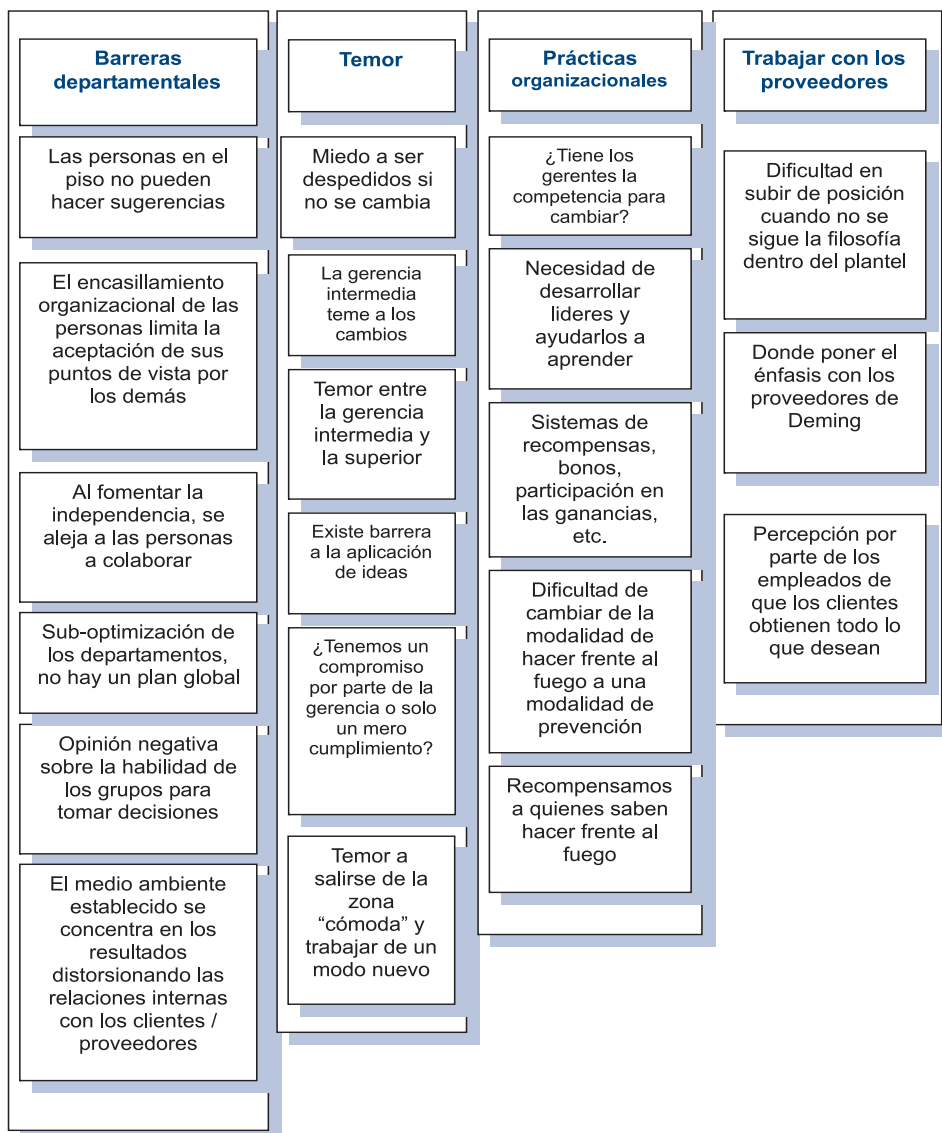 Barreras
departamentales
Las personas en el
piso no pueden
hacer sugerencias
El encasillamiento
organizacional de las
personas limita la
aceptación de sus
puntos de vista por
los demás
Al fomentar la
independencia, se
aleja a las personas
a colaborar
Sub-optimización de
los departamentos,
no hay un plan global
Opinión negativa
sobre la habilidad de
los grupos para
tomar decisiones
El medio ambiente
establecido se
concentra en los
resultados
distorsionando las
relaciones internas
con los clientes /
proveedores
Temor
Miedo a ser
despedidos si
no se cambia
La gerencia
intermedia
teme a los
cambios
Temor entre
la gerencia
intermedia y
la superior
Existe barrera
a la aplicación
de ideas
¿Tenemos un
compromiso
por parte de la
gerencia o solo
un mero
cumplimiento?
Temor a
salirse de la
zona
“cómoda” y
trabajar de un
modo nuevo
Prácticas
organizacionales
¿Tiene los
gerentes la
competencia para
cambiar?
Necesidad de
desarrollar
lideres y
ayudarlos a
aprender
Sistemas de
recompensas,
bonos,
participación en
las ganancias,
etc.
Dificultad de
cambiar de la
modalidad de
hacer frente al
fuego a una
modalidad de
prevención
Recompensamos
a quienes saben
hacer frente al
fuego
Trabajar con los
proveedores
Dificultad en
subir de posición
cuando no se
sigue la filosofía
dentro del plantel
Donde poner el
énfasis con los
proveedores de
Deming
Percepción por
parte de los
empleados de
que los clientes
obtienen todo lo
que desean